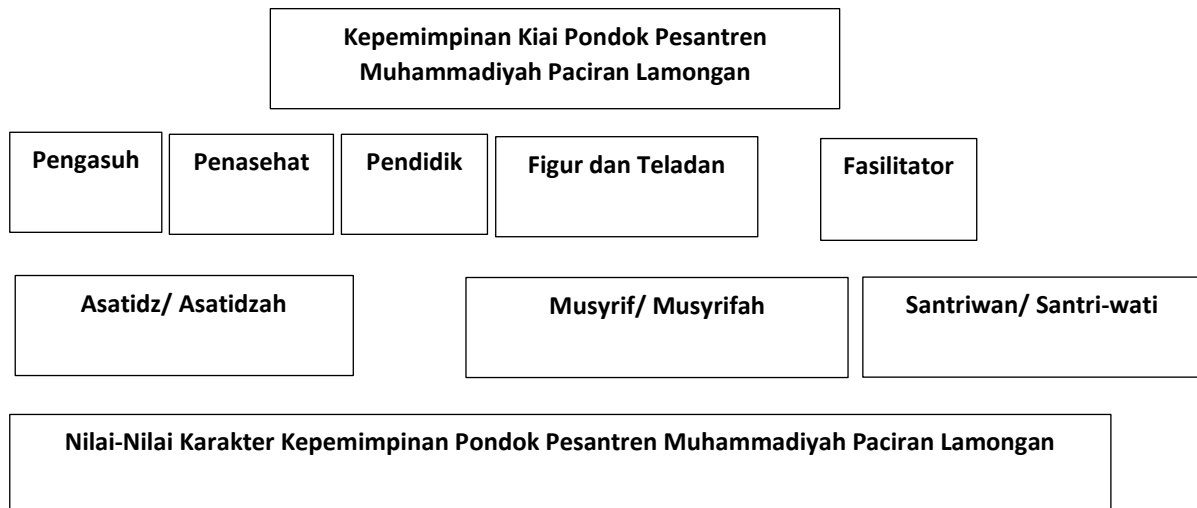 Kepemimpinan Kiai Pondok Pesantren
Muhammadiyah Paciran Lamongan
Pengasuh
Penasehat
Pendidik
Figur dan Teladan
Fasilitator
Asatidz/ Asatidzah
Musyrif/ Musyrifah
Santriwan/ Santri-wati
Nilai-Nilai Karakter Kepemimpinan Pondok Pesantren Muhammadiyah Paciran Lamongan